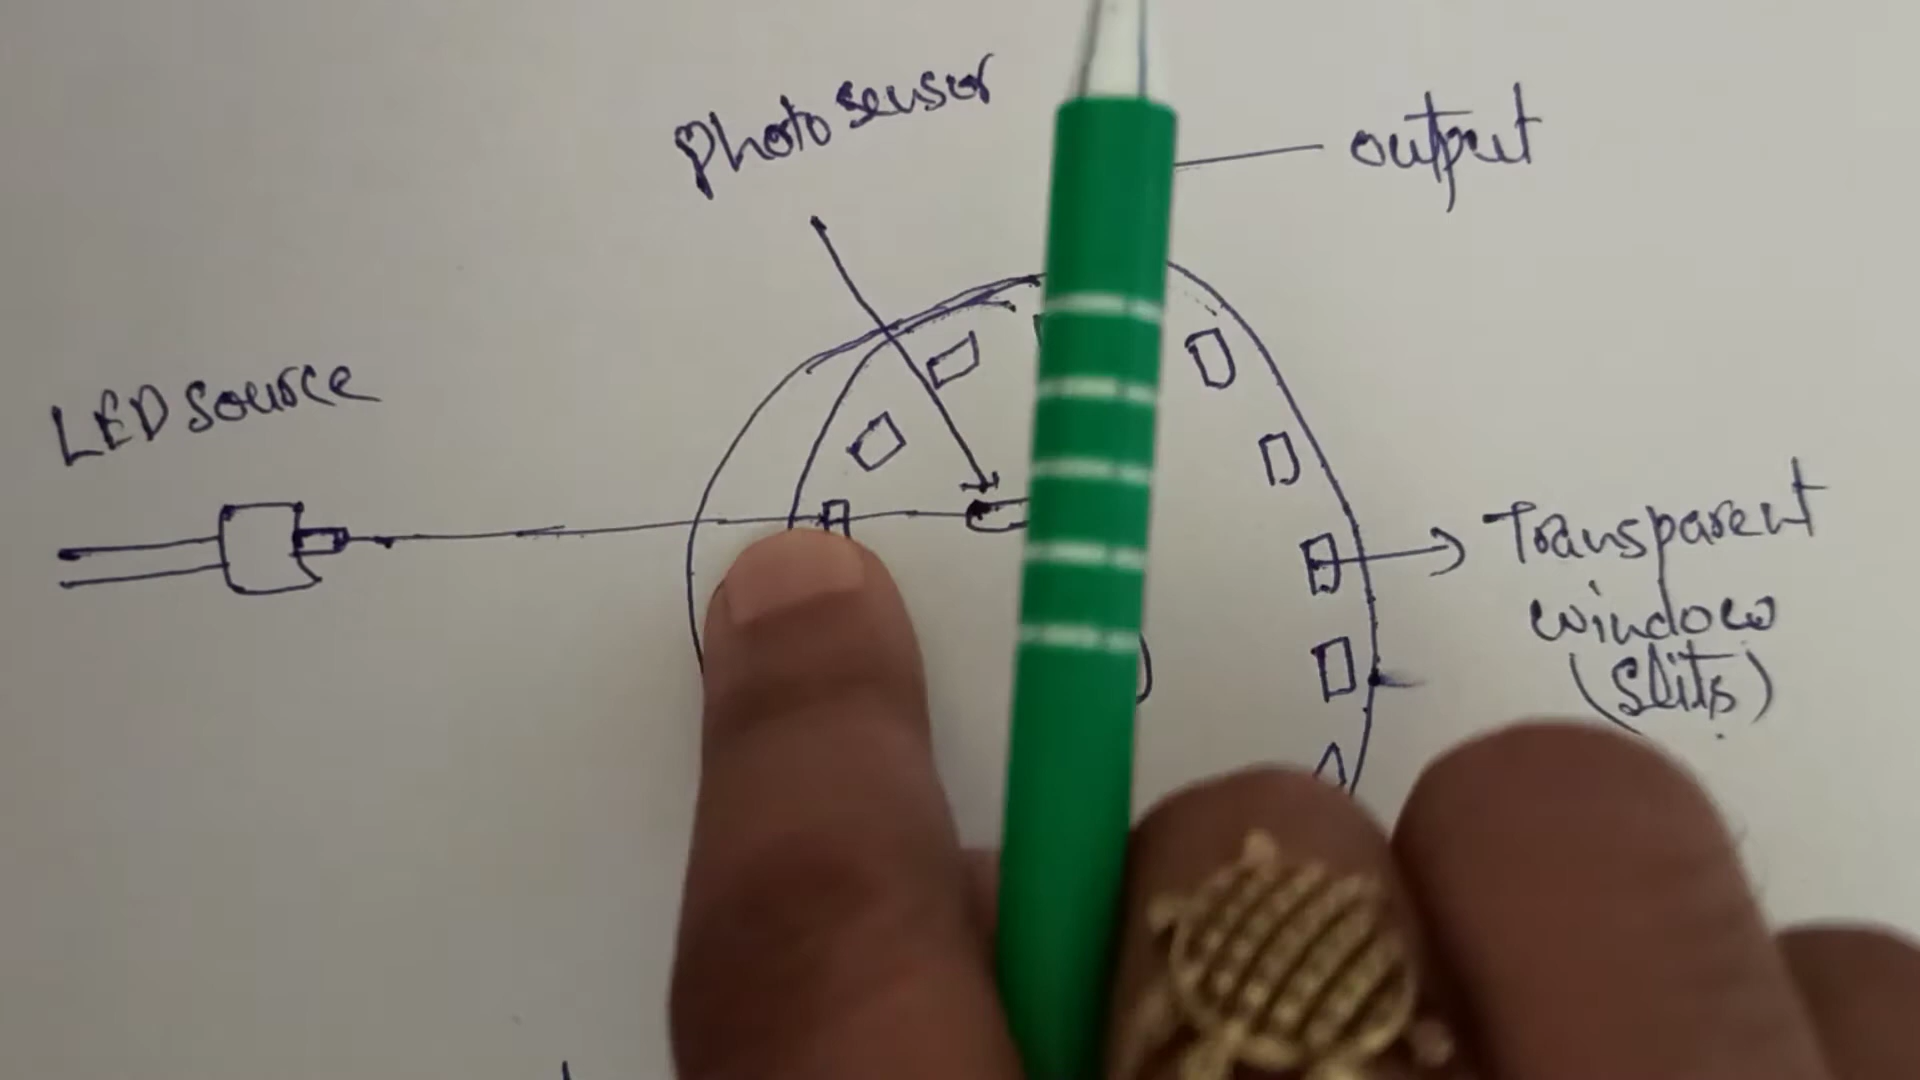 Photo sensor
output
LED source
Transparent
window
(slits)